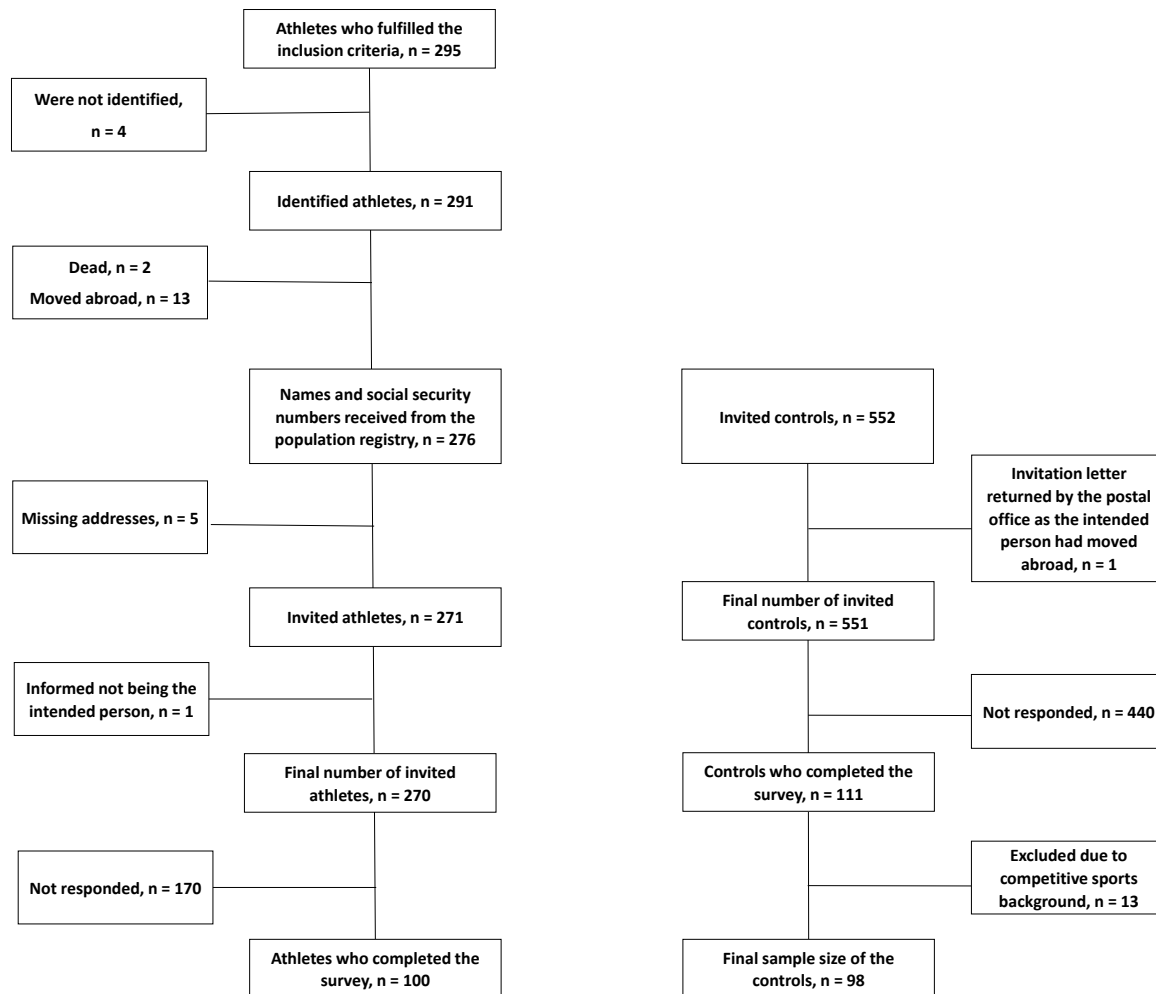 Athletes who fulfilled the
inclusion criteria, n = 295
Were not identified,
n = 4
Identified athletes, n = 291
Dead, n = 2
Moved abroad, n = 13
Names and social security
numbers received from the
population registry, n = 276
Missing addresses, n = 5
Invited athletes, n = 271
Informed not being the
intended person, n = 1
Final number of invited
athletes, n = 270
Not responded, n = 170
Athletes who completed the
survey, n = 100
Invited controls, n = 552
Invitation letter
returned by the postal
office as the intended
person had moved
abroad, n = 1
Final number of invited
controls, n = 551
Not responded, n = 440
Controls who completed the
survey, n = 111
Excluded due to
competitive sports
background, n = 13
Final sample size of the
controls, n = 98